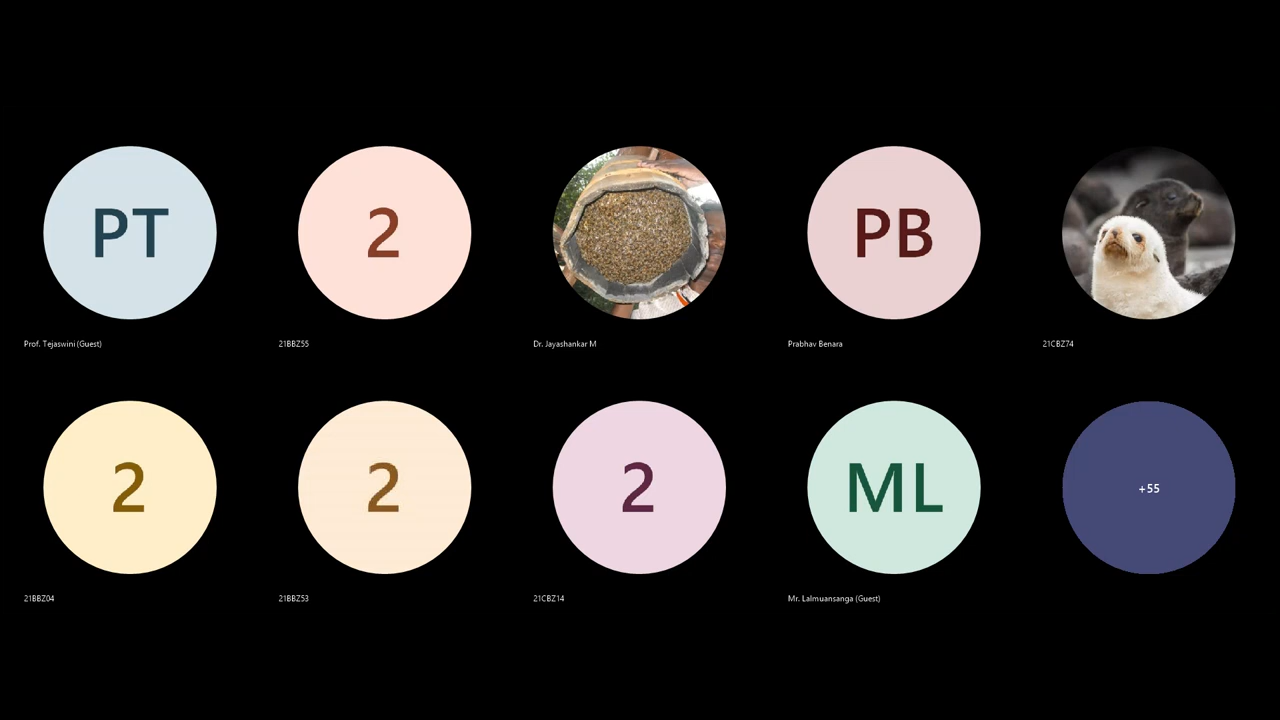 PT
2
PB
Prof. Tejaswini (Guest)
21BBZ55
Dr. Jayashankar M
Prabhav Benara
21CBZ74
2
2
2
ML
+55
21BBZ04
21BBZ53
21CBZ14
Mr. Lalmuansanga (Guest)